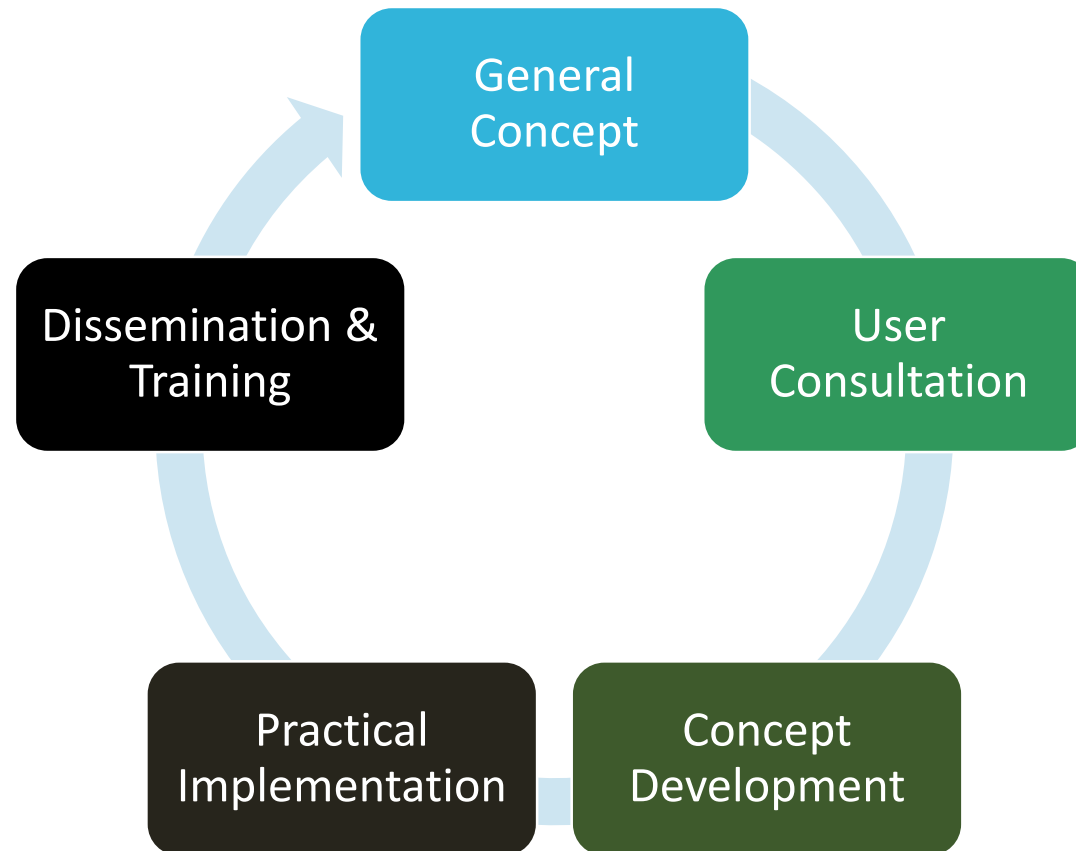 General
Concept
User
Consultation
Concept
Development
Practical
Implementation
Dissemination &
Training